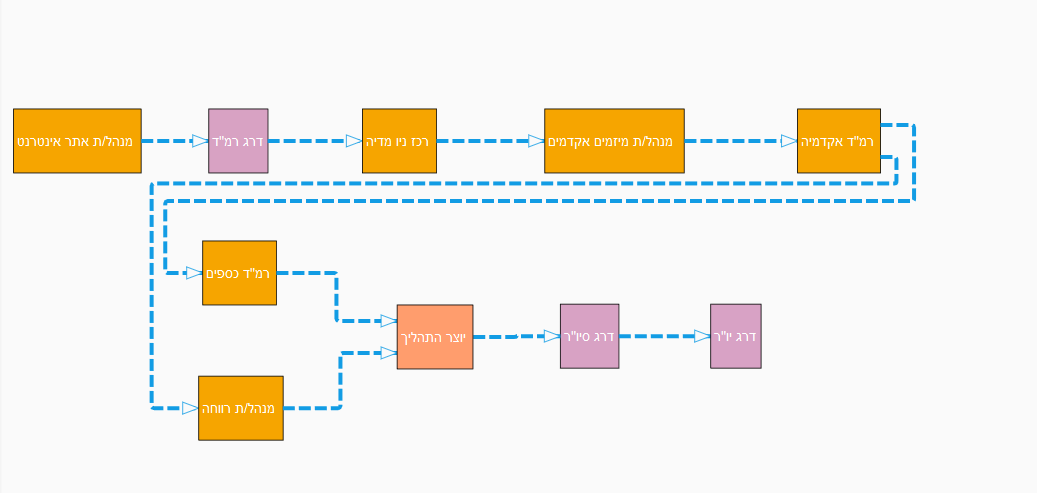 מנהל/ת אתר אינטרנט
דרג רמ"ד
רכז ניו מדיה
מנהל/ת מיזמים אקדמים
רמ"ד אקדמיה
רמ"ד כספים
יוצר התהליך
דרג סיו"ר
דרג יו"ר
מנהל/ת רווחה